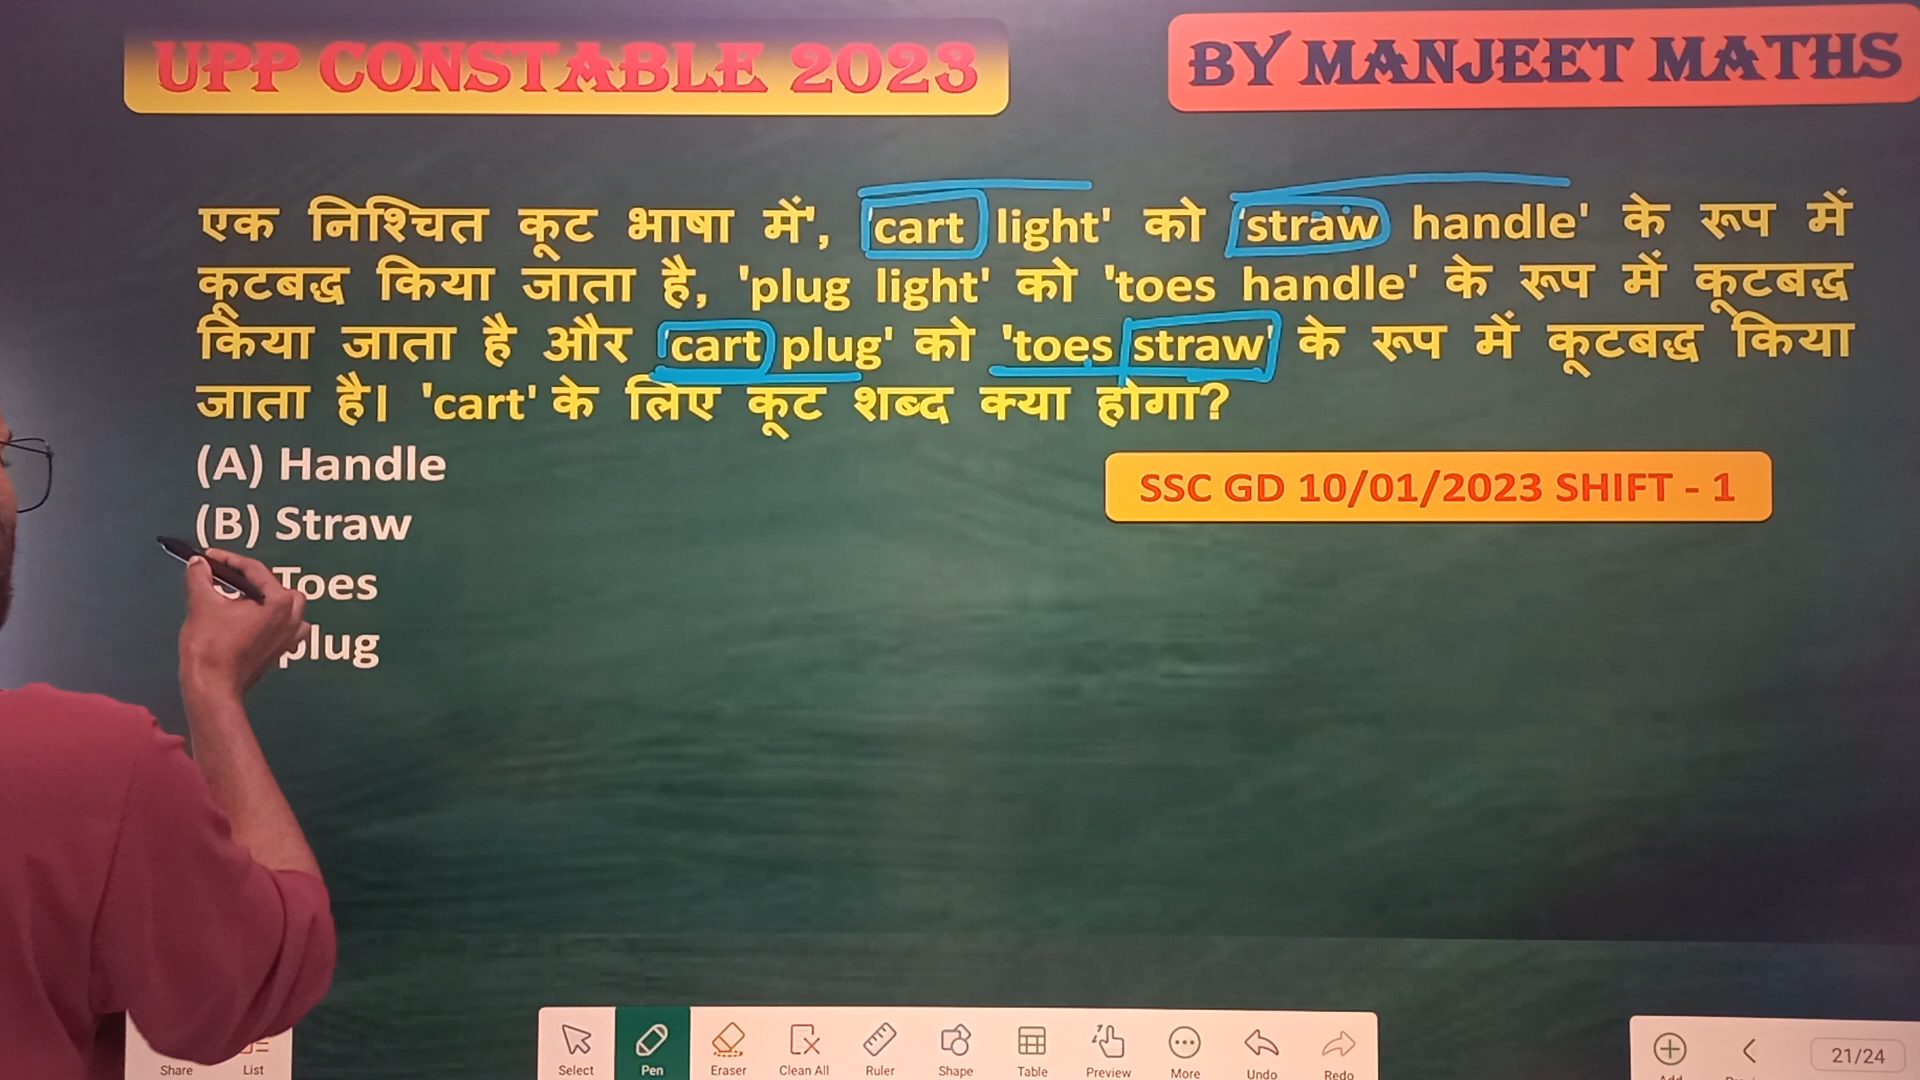 UPP CONSTABLE 2023
BY MANJEET MATHS
एक निश्चित कूट भाषा में', 'cart light' को 'straw handle' के रूप में
कूटबद्ध किया जाता है, 'plug light' को 'toes handle' के रूप में कूटबद्ध
किया जाता है और 'cart plug' को 'toes straw' के रूप में कूटबद्ध किया
जाता है। 'cart' के लिए कूट शब्द क्या होगा?
(A) Handle
SSC GD 10/01/2023 SHIFT - 1
(B) Straw
Toes
plug
Share List Select Pen Eraser Clean All Ruler Shape Table Preview More Undo Redo 21/24